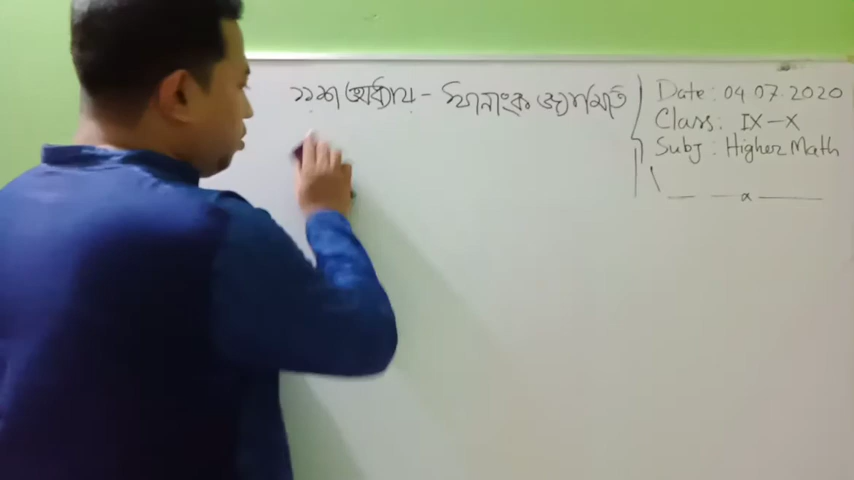 ১১শ অধ্যায় - স্থানাংক জ্যামিতি
Date: 04.07.2020
Class: IX-X
Subj: Higher Math